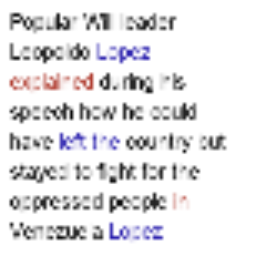 Popular Will leader
Leopoldo Lopez
explained during his
speech how he could
have left the country but
stayed to fight for the
oppressed people in
Venezuela Lopez